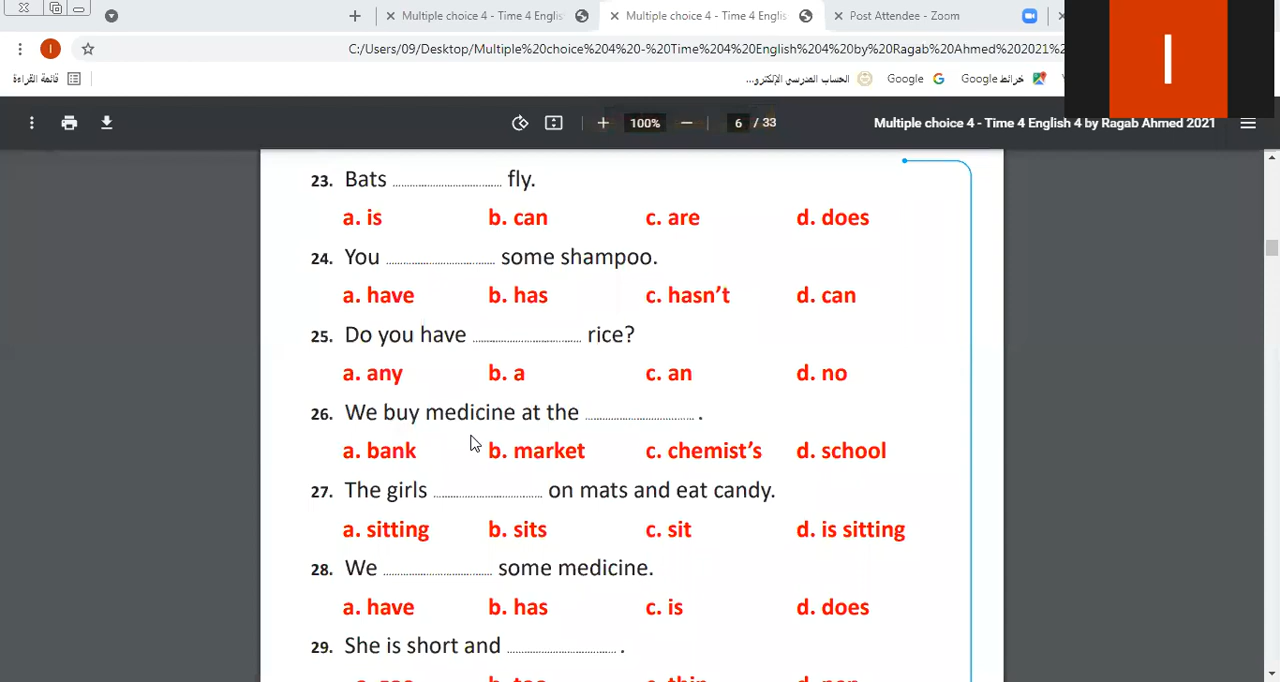 Multiple choice 4 - Time 4 Englis
Multiple choice 4 - Time 4 Englis
Post Attendee - Zoom
I
C:/Users/09/Desktop/Multiple%20choice%204%20-%20Time%204%20English%204%20by%20Ragab%20Ahmed%202021%
I
قائمة القراءة
الحساب المدرسي الإلكترو...
Google
خرائط Google
100%
6 / 33
Multiple choice 4 - Time 4 English 4 by Ragab Ahmed 2021
23. Bats .................................... fly.
a. is b. can c. are d. does
24. You .................................... some shampoo.
a. have b. has c. hasn't d. can
25. Do you have .................................... rice?
a. any b. a c. an d. no
26. We buy medicine at the .................................... .
a. bank b. market c. chemist's d. school
27. The girls .................................... on mats and eat candy.
a. sitting b. sits c. sit d. is sitting
28. We .................................... some medicine.
a. have b. has c. is d. does
29. She is short and .................................... .